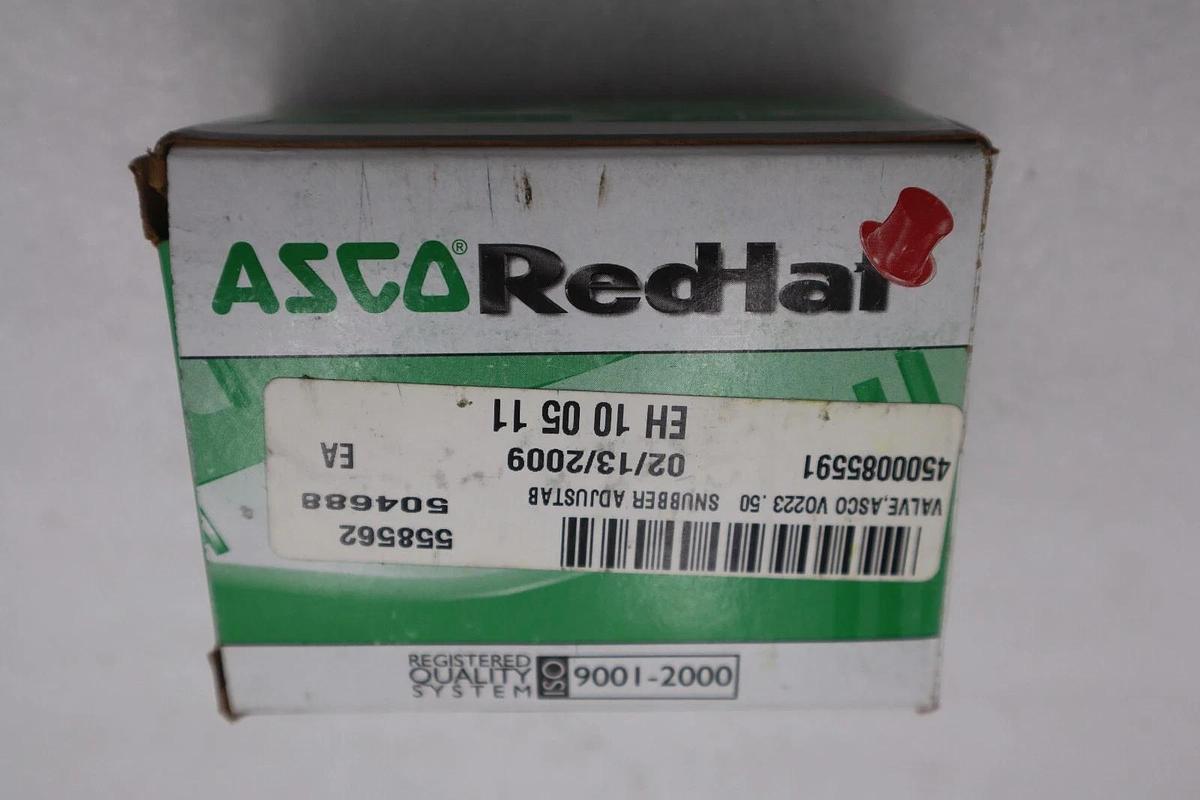 ASCO® RedHat
558562
VALVE,ASCO V0223 .50 SNUBBER ADJUSTAB 504688
4500085591 02/13/2009 EA
EH 10 05 11
REGISTERED QUALITY SYSTEM ISO 9001-2000